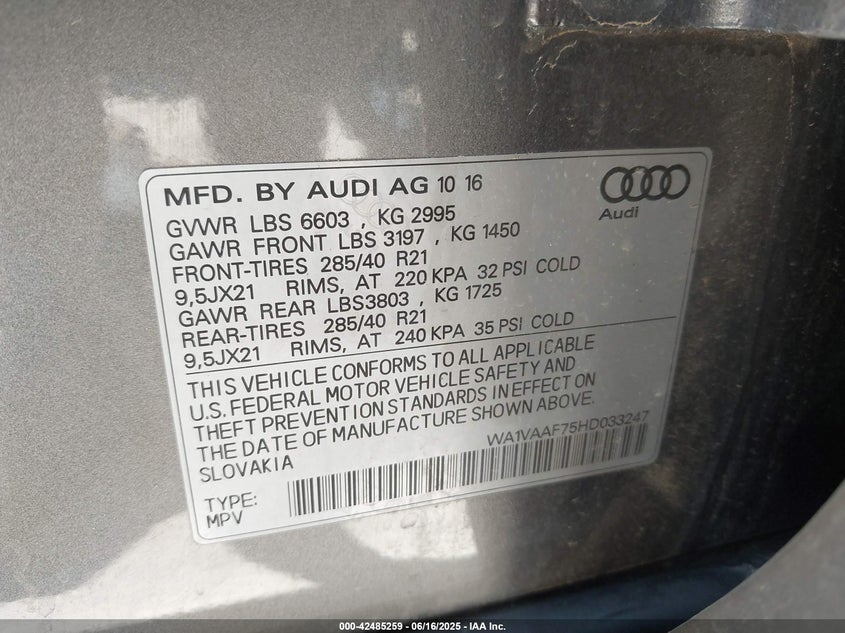 MFD. BY AUDI AG 10 16
Audi
GVWR LBS 6603 , KG 2995
GAWR FRONT LBS 3197 , KG 1450
FRONT-TIRES 285/40 R21
9,5JX21 RIMS, AT 220 KPA 32 PSI COLD
GAWR REAR LBS3803 , KG 1725
REAR-TIRES 285/40 R21
9,5JX21 RIMS, AT 240 KPA 35 PSI COLD
THIS VEHICLE CONFORMS TO ALL APPLICABLE
U.S. FEDERAL MOTOR VEHICLE SAFETY AND
THEFT PREVENTION STANDARDS IN EFFECT ON
THE DATE OF MANUFACTURE SHOWN ABOVE.
SLOVAKIA
WA1VAAF75HD033247
TYPE:
MPV
000-42485259 - 06/16/2025 - IAA Inc.